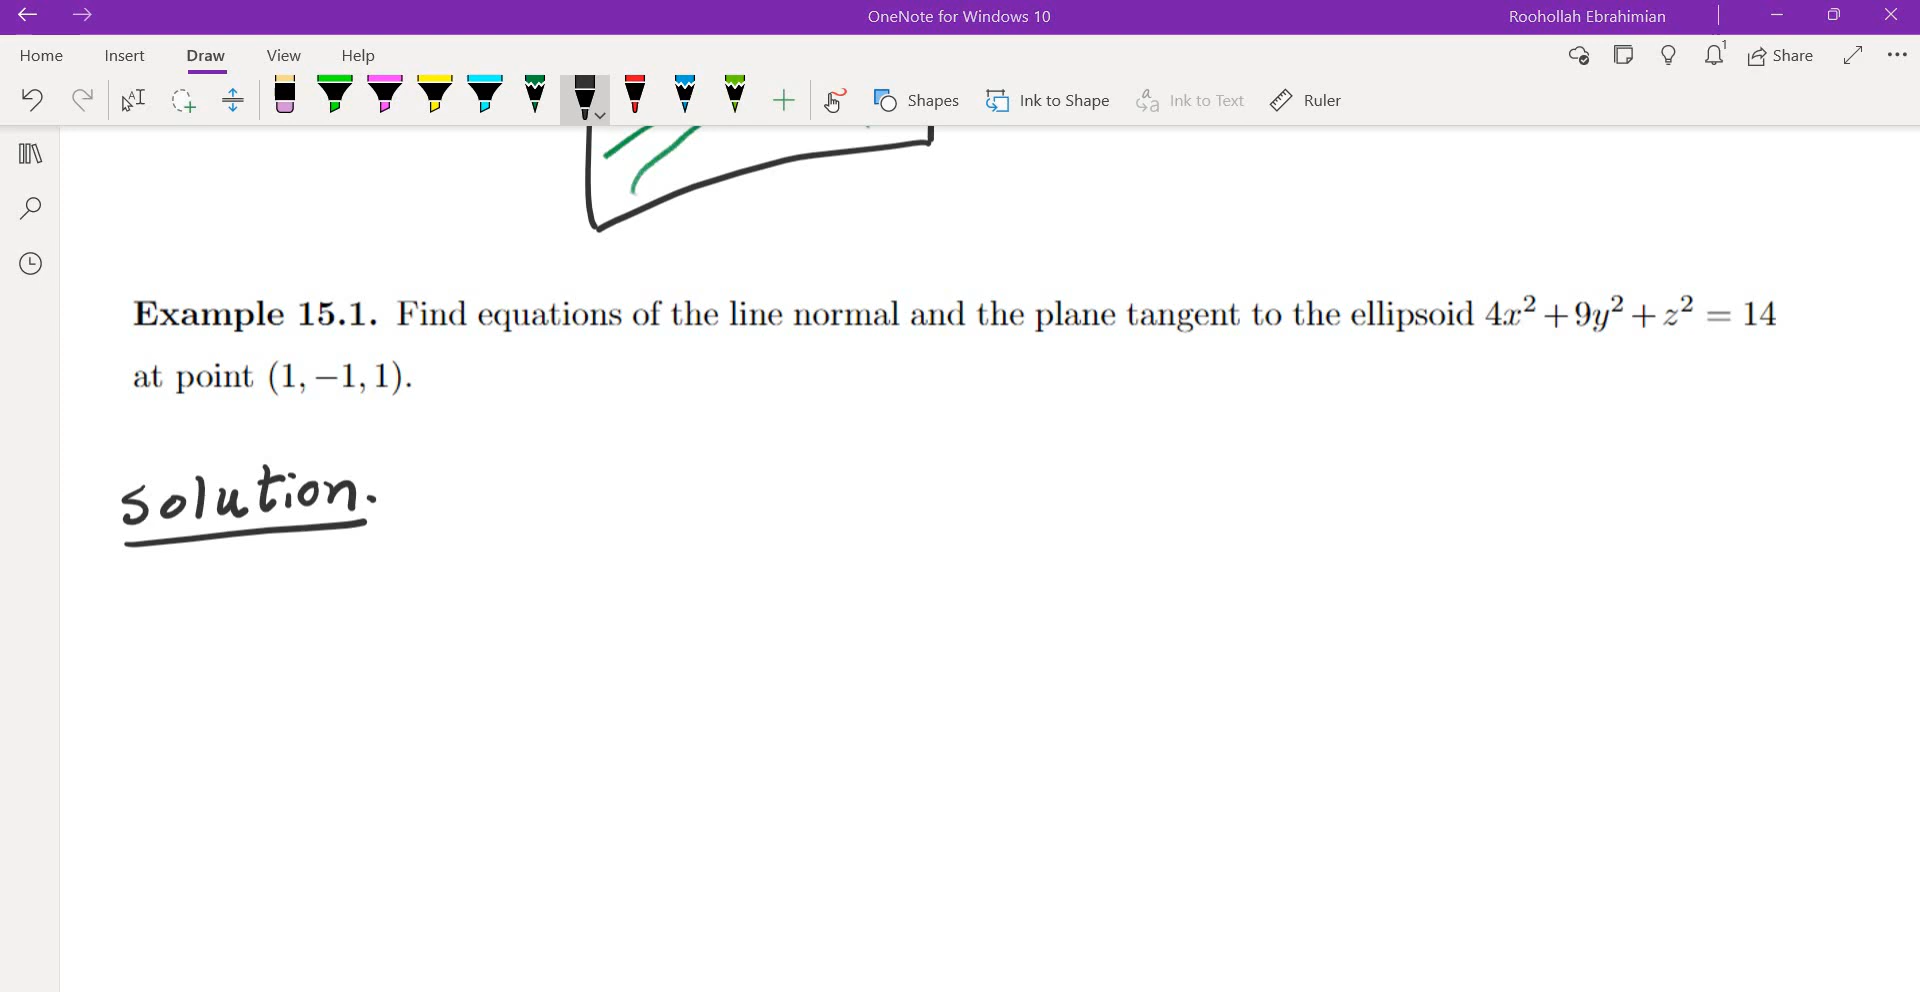 OneNote for Windows 10
Roohollah Ebrahimian
Home Insert Draw View Help
1 Share
Shapes Ink to Shape Ink to Text Ruler
Example 15.1. Find equations of the line normal and the plane tangent to the ellipsoid 4x² + 9y² + z² = 14
at point (1, −1, 1).
solution.